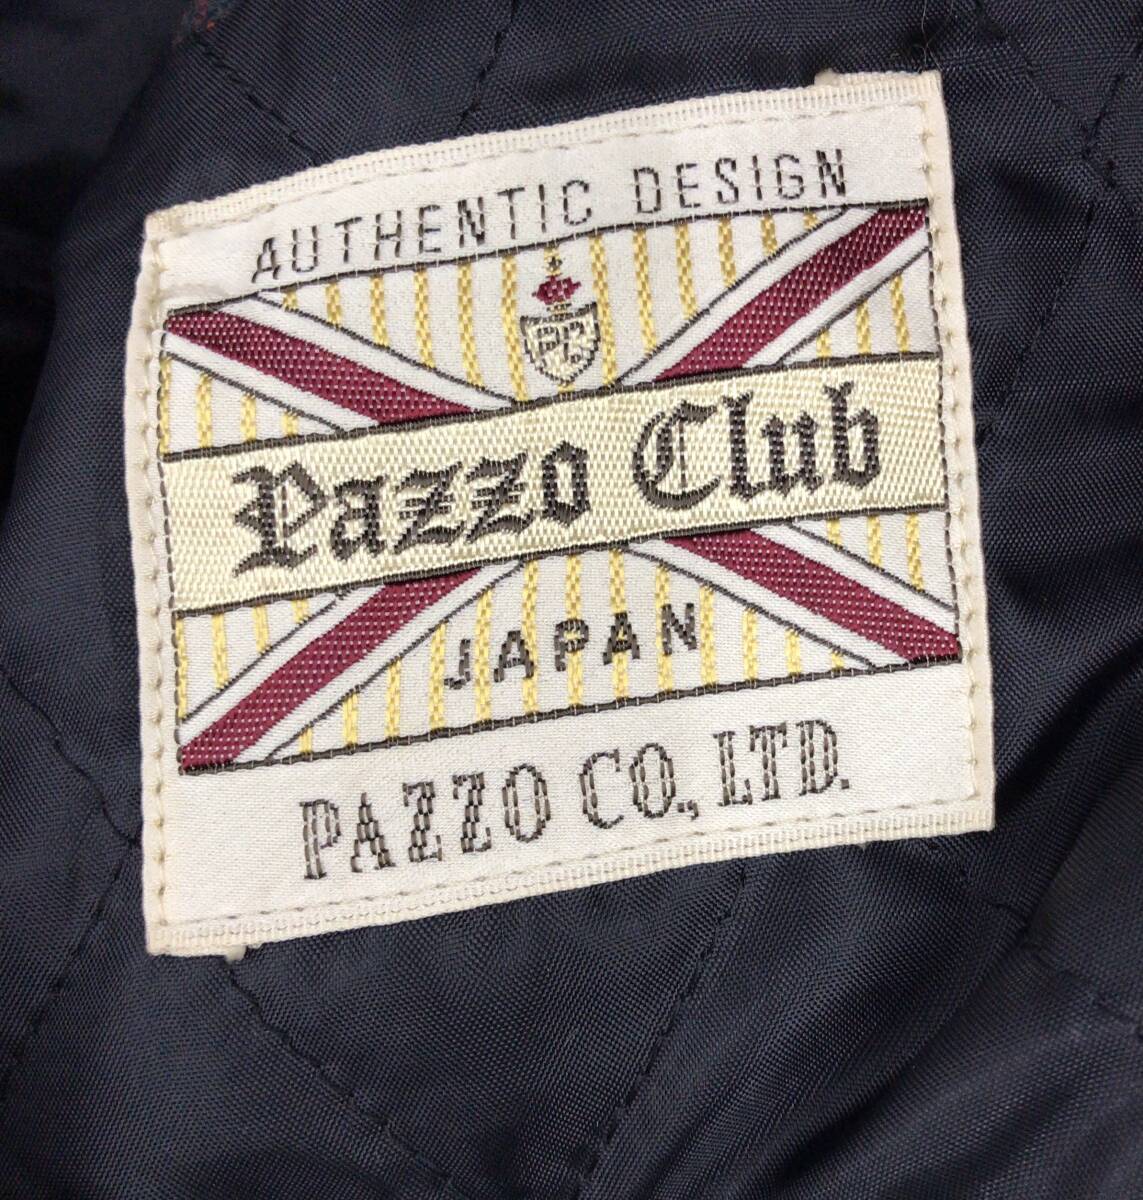 AUTHENTIC DESIGN
PC
Pazzo Club
JAPAN
PAZZO CO., LTD.